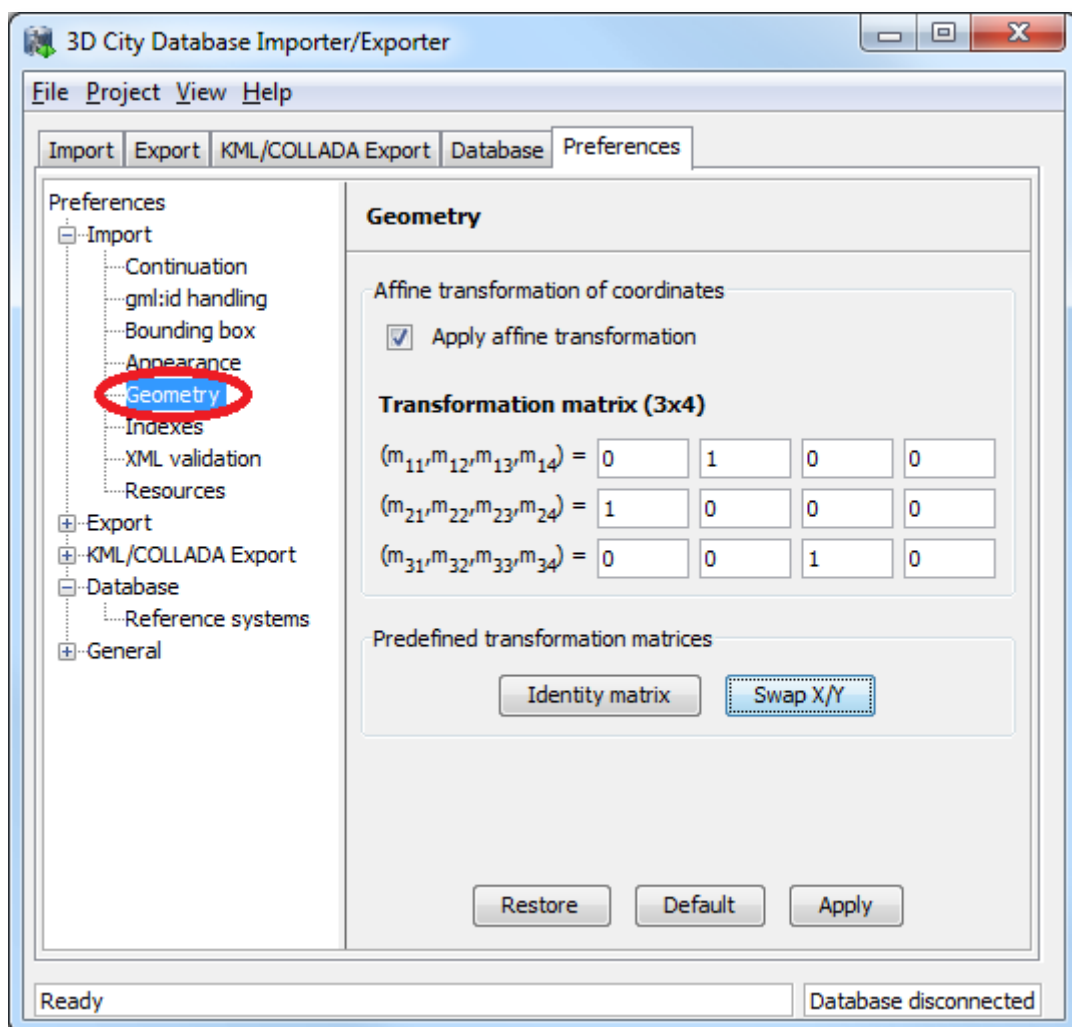 3D City Database Importer/Exporter
File Project View Help
Import Export KML/COLLADA Export Database Preferences
Preferences
Import
Continuation
gml:id handling
Bounding box
Appearance
Geometry
Indexes
XML validation
Resources
Export
KML/COLLADA Export
Database
Reference systems
General
Geometry
Affine transformation of coordinates
Apply affine transformation
Transformation matrix (3x4)
(m11,m12,m13,m14) = 0 1 0 0
(m21,m22,m23,m24) = 1 0 0 0
(m31,m32,m33,m34) = 0 0 1 0
Predefined transformation matrices
Identity matrix Swap X/Y
Restore Default Apply
Ready Database disconnected